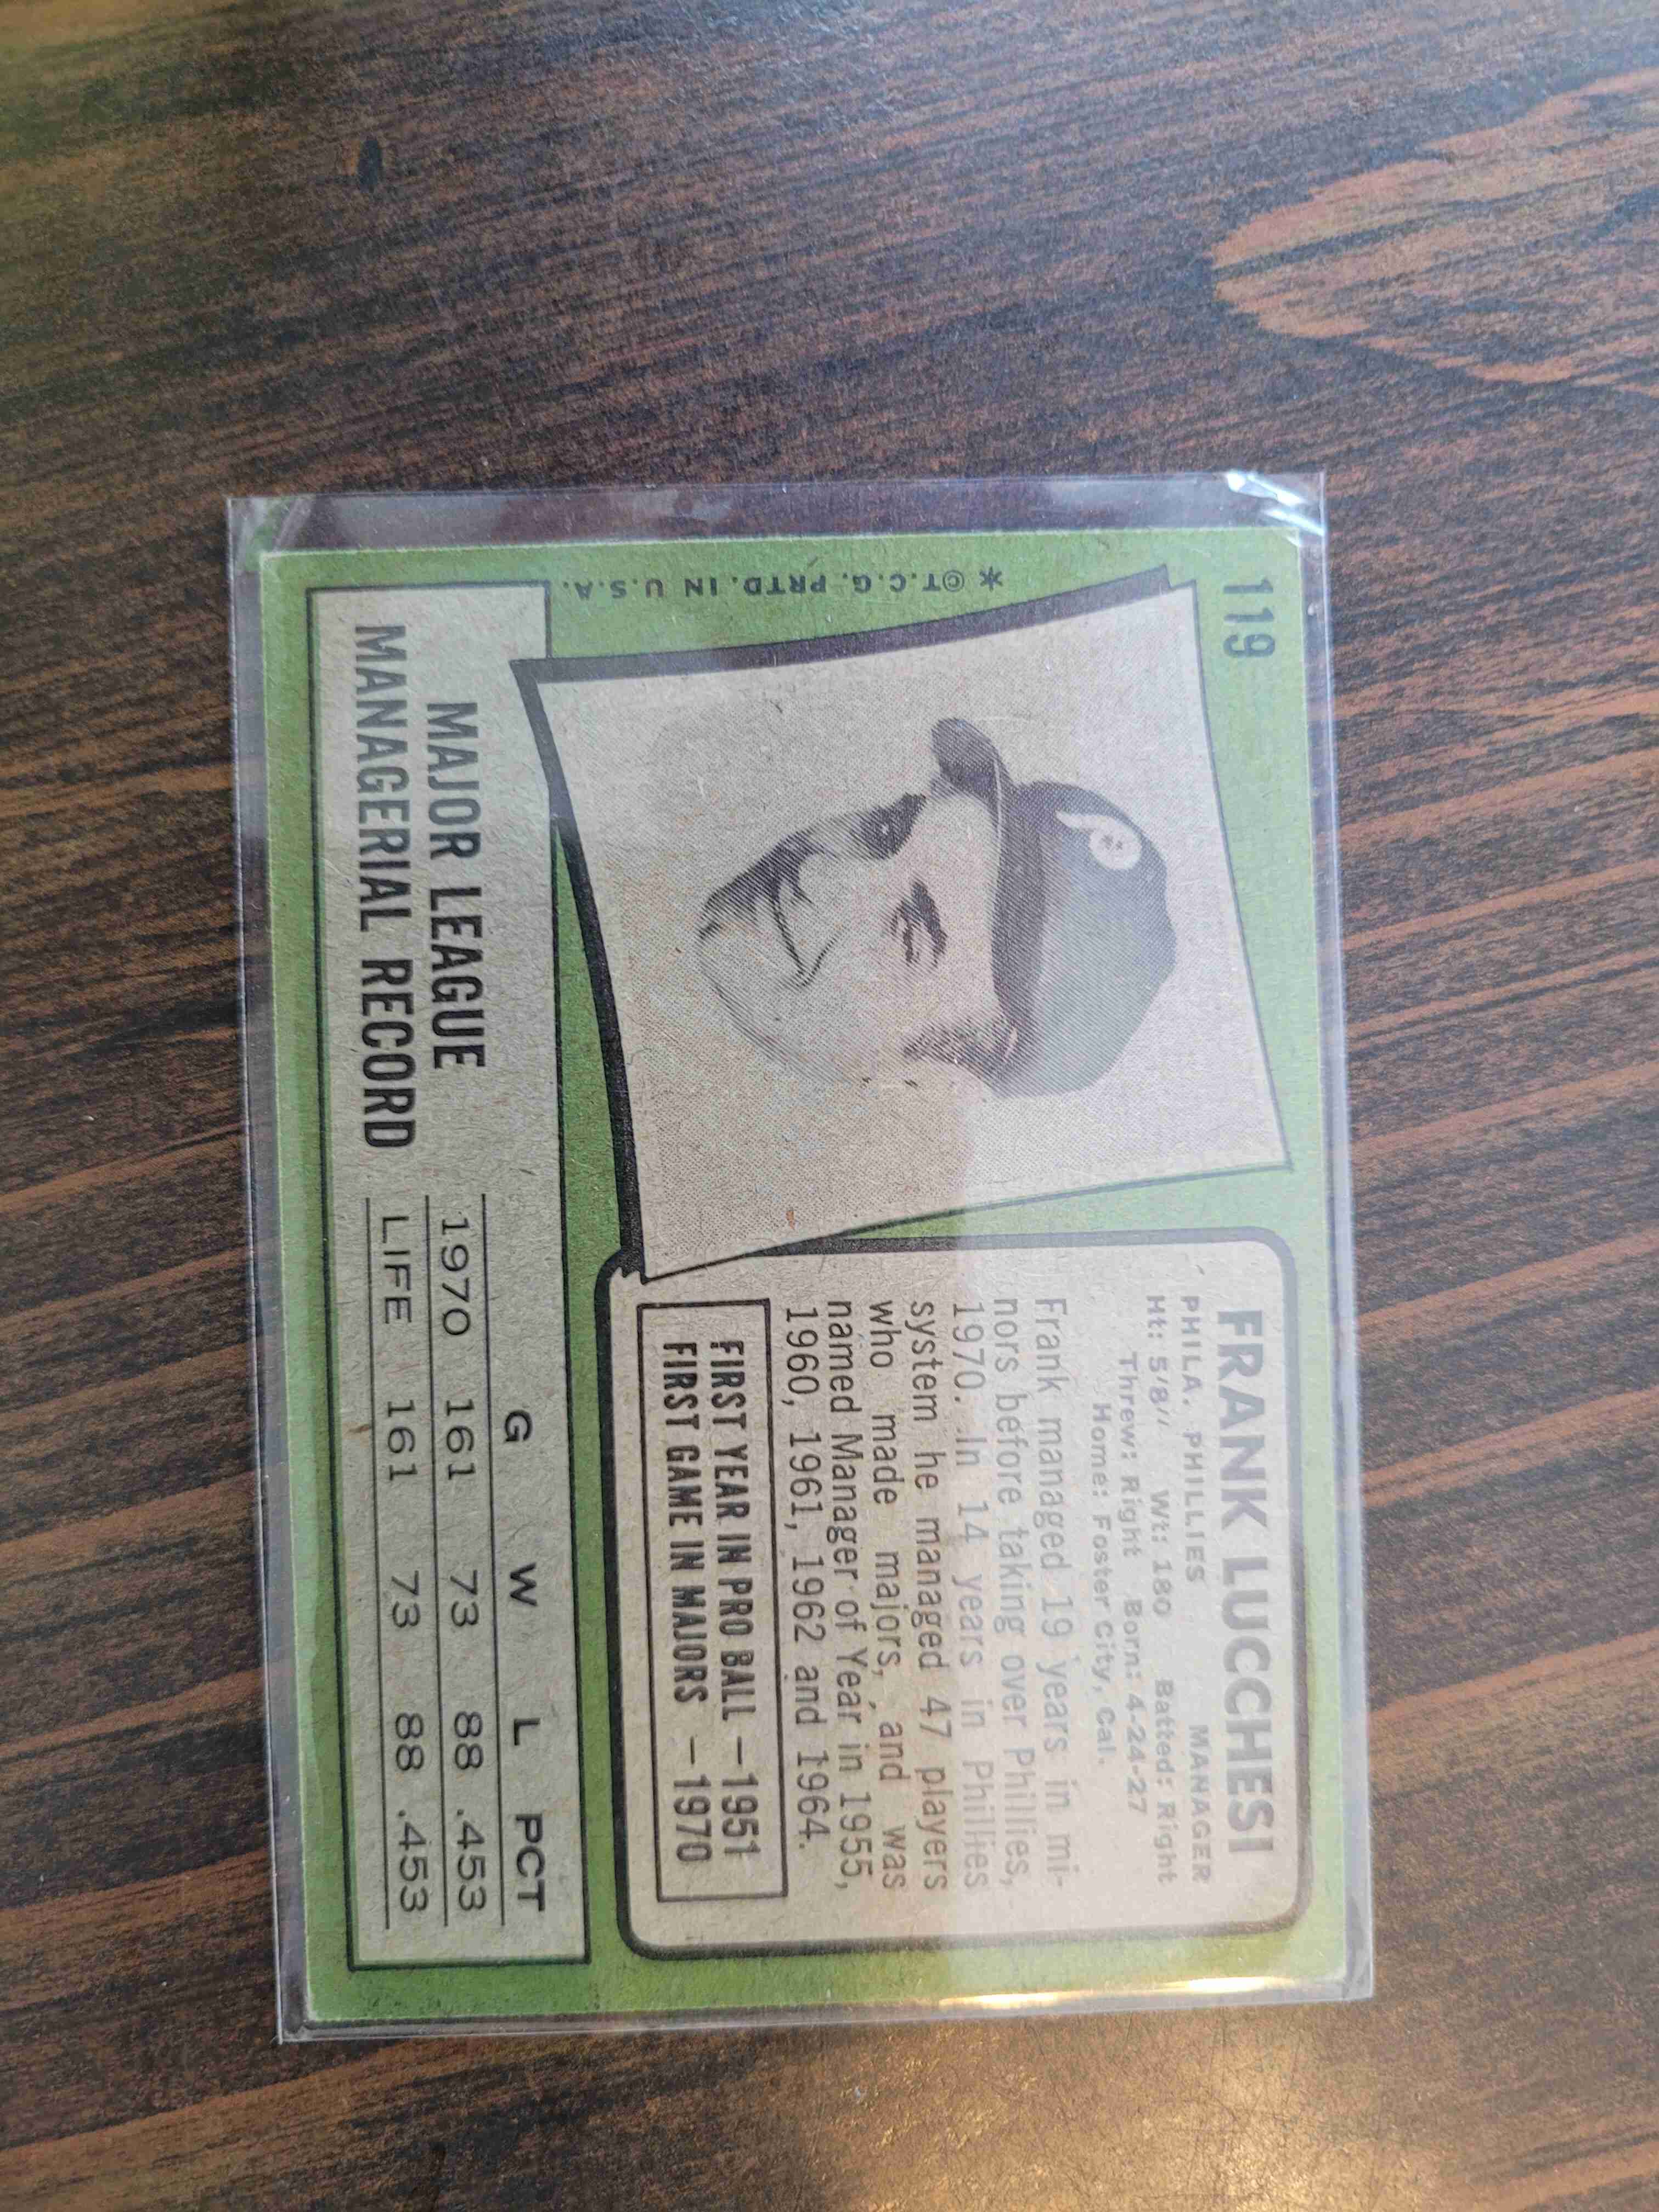 119
FRANK LUCCHESI
PHILA. PHILLIES MANAGER
Ht: 5'8" Wt: 180 Batted: Right
Threw: Right Born: 4-24-27
Home: Foster City, Cal.
Frank managed 19 years in mi-
nors before taking over Phillies,
1970. In 14 years in Phillies
system he managed 47 players
who made majors, and was
named Manager of Year in 1955,
1960, 1961, 1962 and 1964.
FIRST YEAR IN PRO BALL – 1951
FIRST GAME IN MAJORS – 1970
* ©T.C.G. PRTD. IN U.S.A.
MAJOR LEAGUE
MANAGERIAL RECORD
G W L PCT
1970 161 73 88 .453
LIFE 161 73 88 .453
P